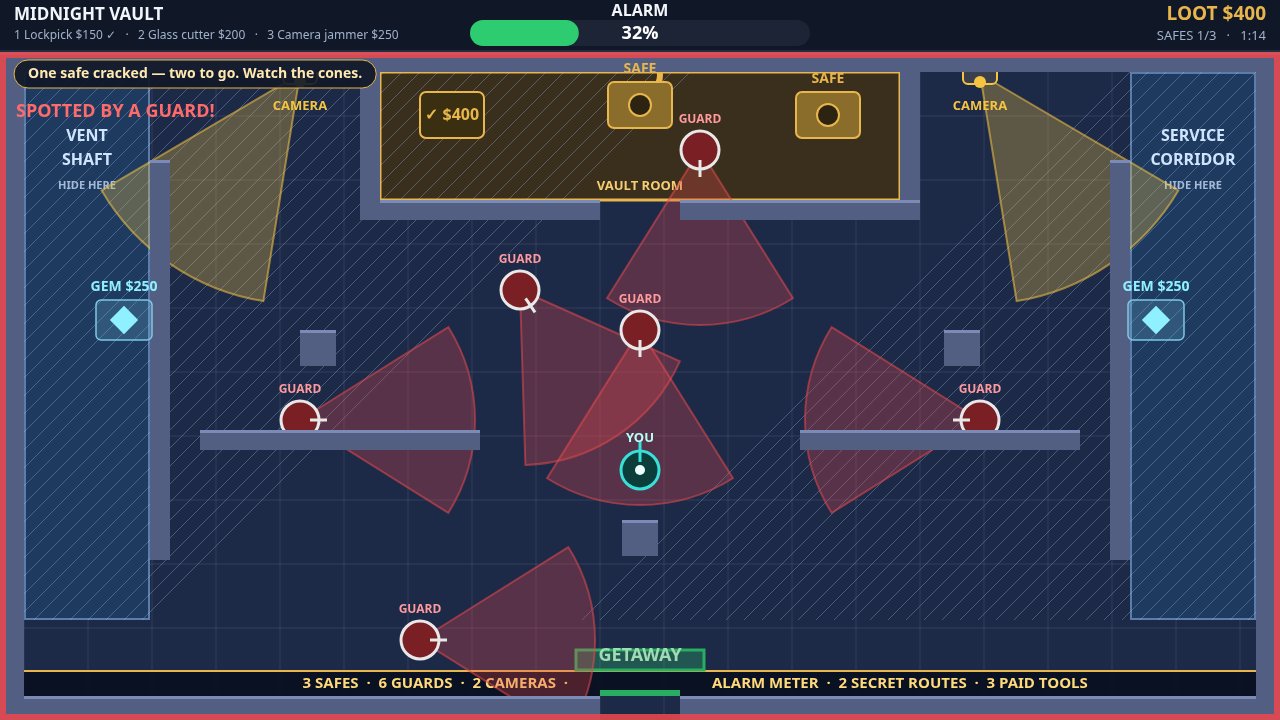 MIDNIGHT VAULT
1 Lockpick $150 ✓ · 2 Glass cutter $200 · 3 Camera jammer $250
ALARM
32%
LOOT $400
SAFES 1/3 · 1:14
One safe cracked — two to go. Watch the cones.
SPOTTED BY A GUARD!
CAMERA
VENT
SHAFT
HIDE HERE
✓ $400
SAFE
SAFE
GUARD
VAULT ROOM
CAMERA
SERVICE
CORRIDOR
HIDE HERE
GEM $250
GUARD
GUARD
GEM $250
GUARD
GUARD
YOU
GUARD
GETAWAY
3 SAFES · 6 GUARDS · 2 CAMERAS ·
ALARM METER · 2 SECRET ROUTES · 3 PAID TOOLS